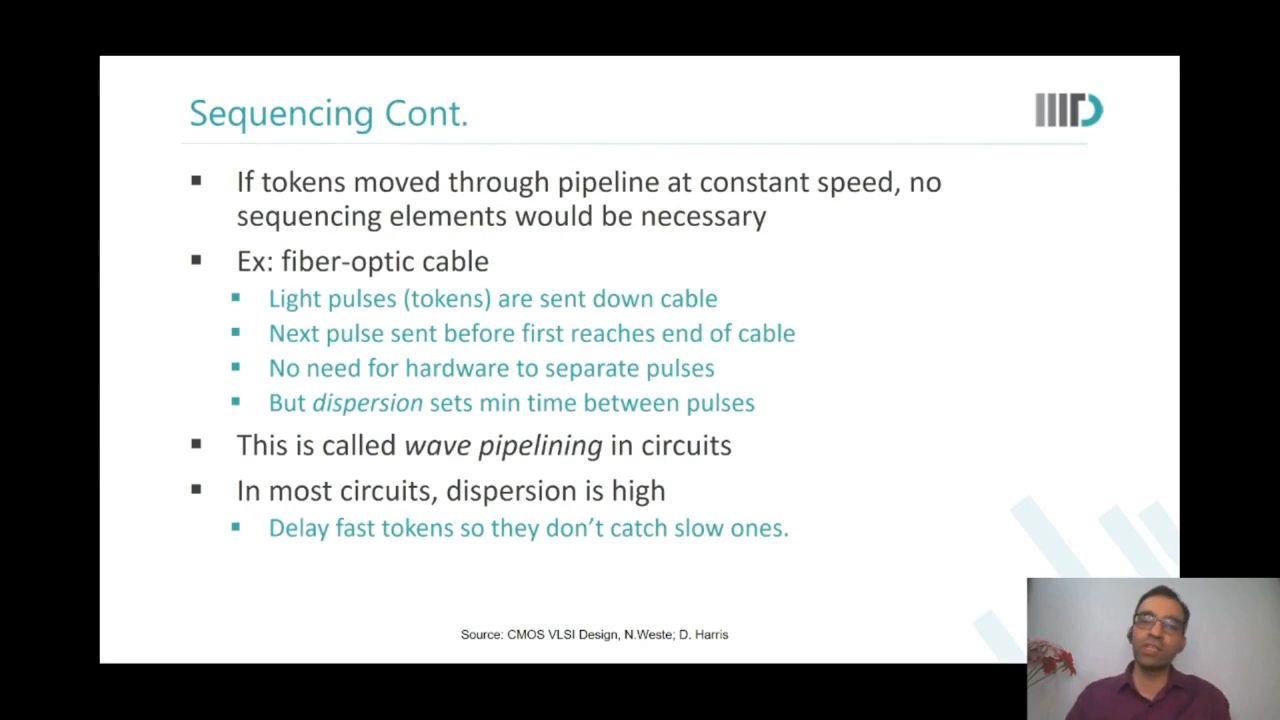 Sequencing Cont.
▪ If tokens moved through pipeline at constant speed, no
sequencing elements would be necessary
▪ Ex: fiber-optic cable
▪ Light pulses (tokens) are sent down cable
▪ Next pulse sent before first reaches end of cable
▪ No need for hardware to separate pulses
▪ But dispersion sets min time between pulses
▪ This is called wave pipelining in circuits
▪ In most circuits, dispersion is high
▪ Delay fast tokens so they don’t catch slow ones.
Source: CMOS VLSI Design, N.Weste; D. Harris